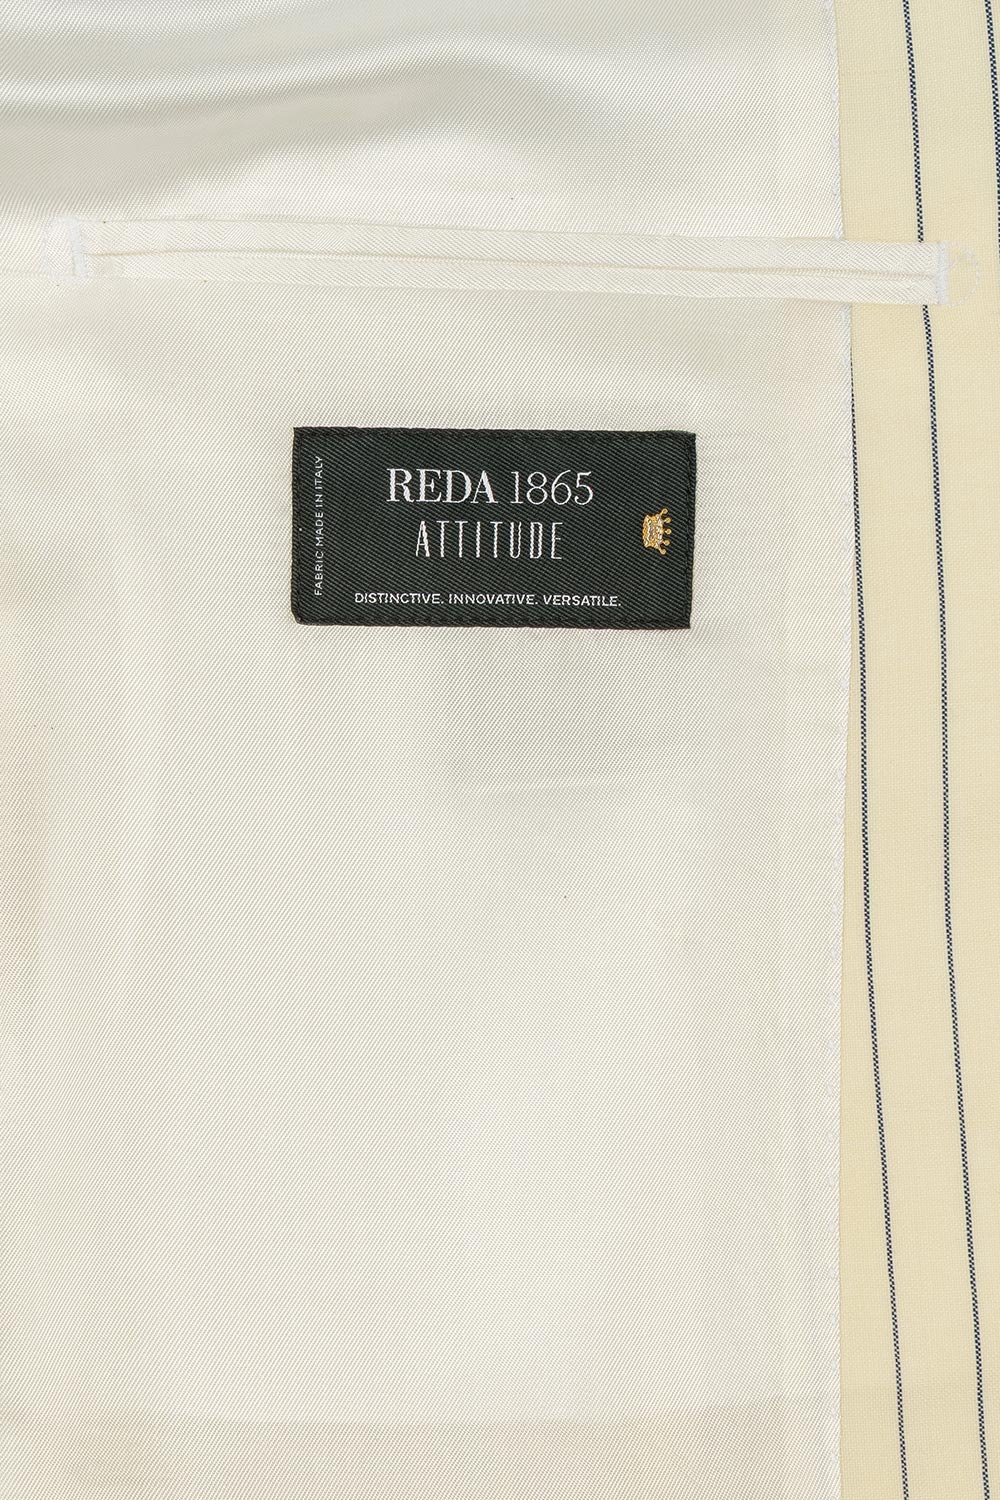 FABRIC MADE IN ITALY
REDA 1865
ATTITUDE
DISTINCTIVE. INNOVATIVE. VERSATILE.